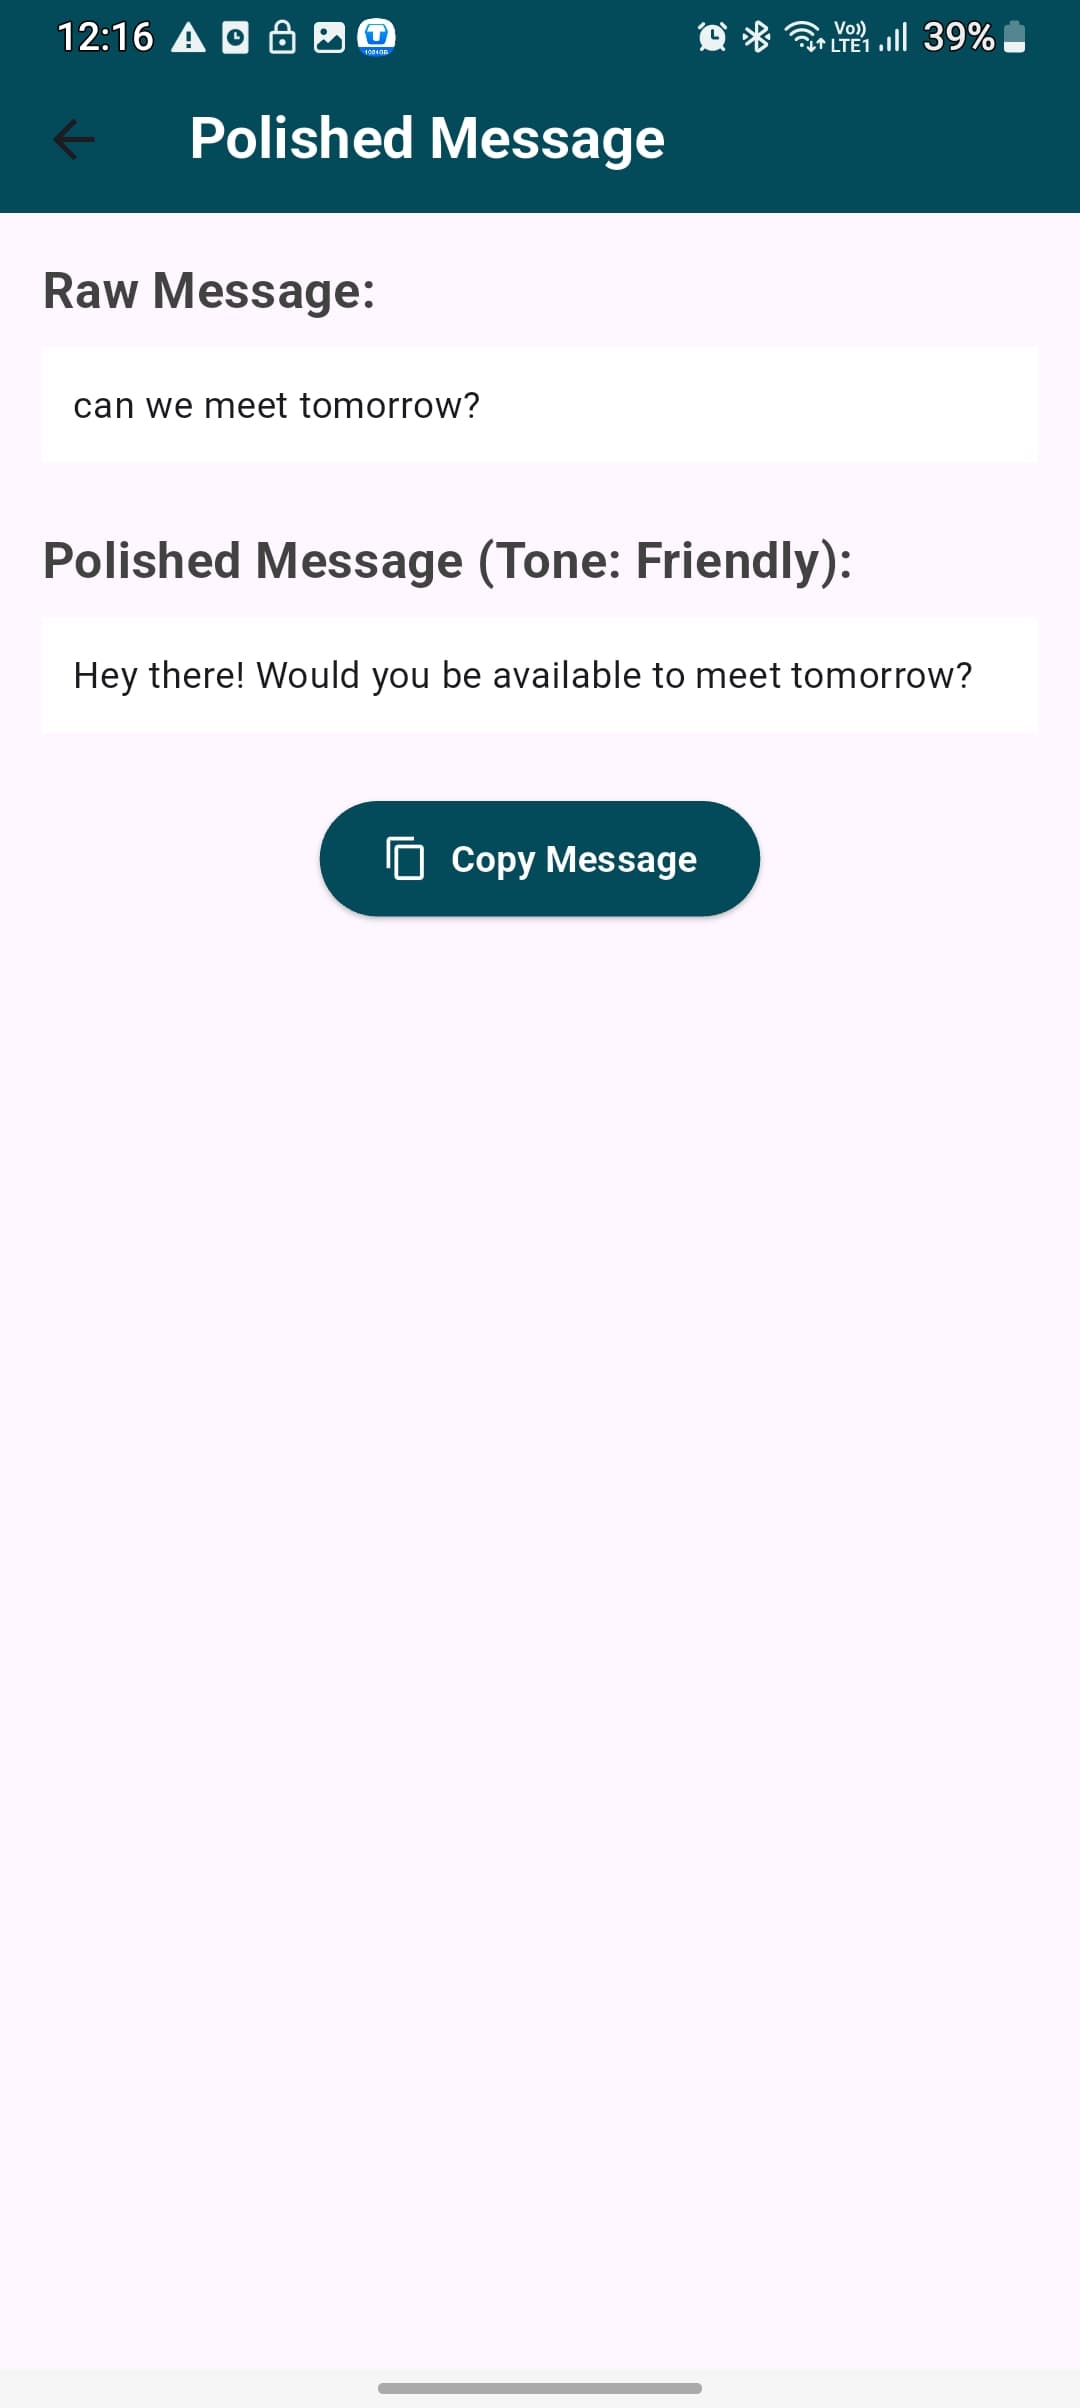 12:16
Vo))
LTE1
39%
Polished Message
Raw Message:
can we meet tomorrow?
Polished Message (Tone: Friendly):
Hey there! Would you be available to meet tomorrow?
Copy Message